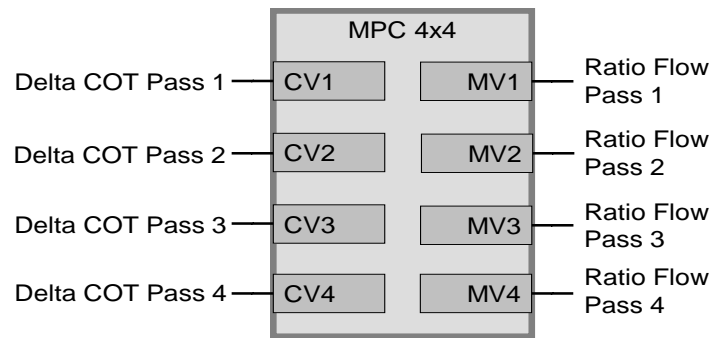 MPC 4x4
Delta COT Pass 1
CV1
MV1
Ratio Flow
Pass 1
Delta COT Pass 2
CV2
MV2
Ratio Flow
Pass 2
Delta COT Pass 3
CV3
MV3
Ratio Flow
Pass 3
Delta COT Pass 4
CV4
MV4
Ratio Flow
Pass 4